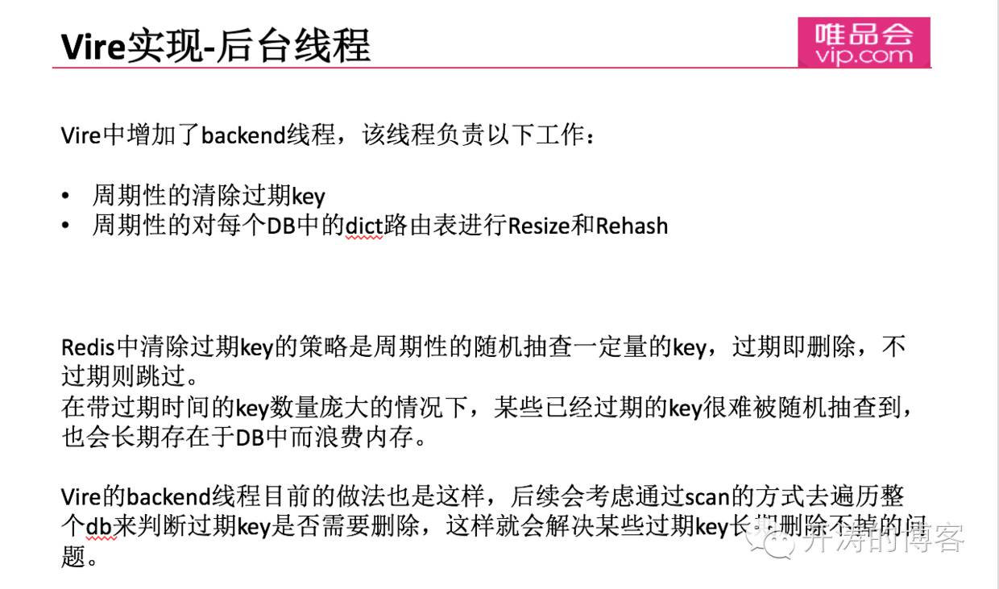 Vire实现-后台线程
唯品会
vip.com
Vire中增加了backend线程，该线程负责以下工作：
• 周期性的清除过期key
• 周期性的对每个DB中的dict路由表进行Resize和Rehash
Redis中清除过期key的策略是周期性的随机抽查一定量的key，过期即删除，不
过期则跳过。
在带过期时间的key数量庞大的情况下，某些已经过期的key很难被随机抽查到，
也会长期存在于DB中而浪费内存。
Vire的backend线程目前的做法也是这样，后续会考虑通过scan的方式去遍历整
个db来判断过期key是否需要删除，这样就会解决某些过期key长期删除不掉的问
题。
开涛的博客